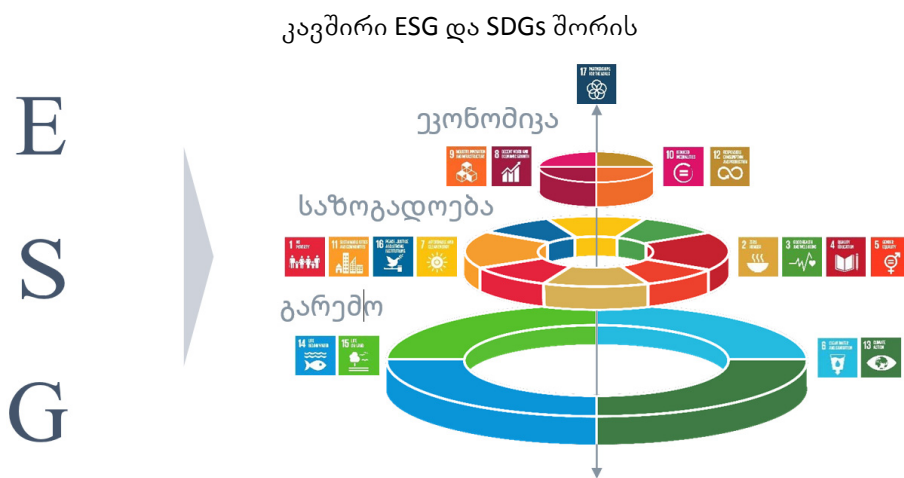 კავშირი ESG და SDGs შორის
E
S
G
17 PARTNERSHIPS FOR THE GOALS
ეკონომიკა
9 INDUSTRY, INNOVATION AND INFRASTRUCTURE
8 DECENT WORK AND ECONOMIC GROWTH
10 REDUCED INEQUALITIES
12 RESPONSIBLE CONSUMPTION AND PRODUCTION
საზოგადოება
1 NO POVERTY
11 SUSTAINABLE CITIES AND COMMUNITIES
16 PEACE, JUSTICE AND STRONG INSTITUTIONS
7 AFFORDABLE AND CLEAN ENERGY
2 ZERO HUNGER
3 GOOD HEALTH AND WELL-BEING
4 QUALITY EDUCATION
5 GENDER EQUALITY
გარემო
14 LIFE BELOW WATER
15 LIFE ON LAND
6 CLEAN WATER AND SANITATION
13 CLIMATE ACTION